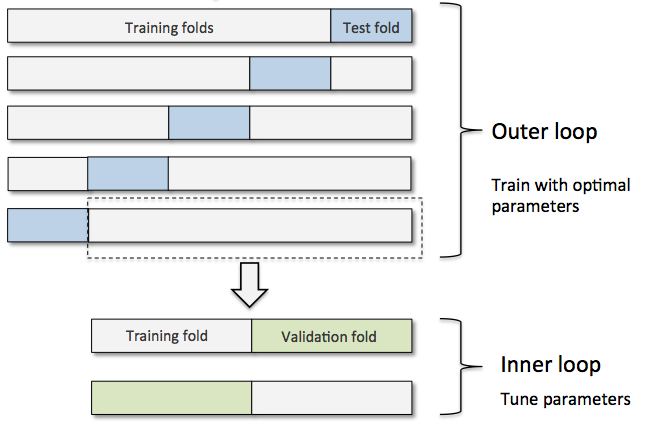 Training folds
Test fold
Outer loop
Train with optimal
parameters
Training fold
Validation fold
Inner loop
Tune parameters